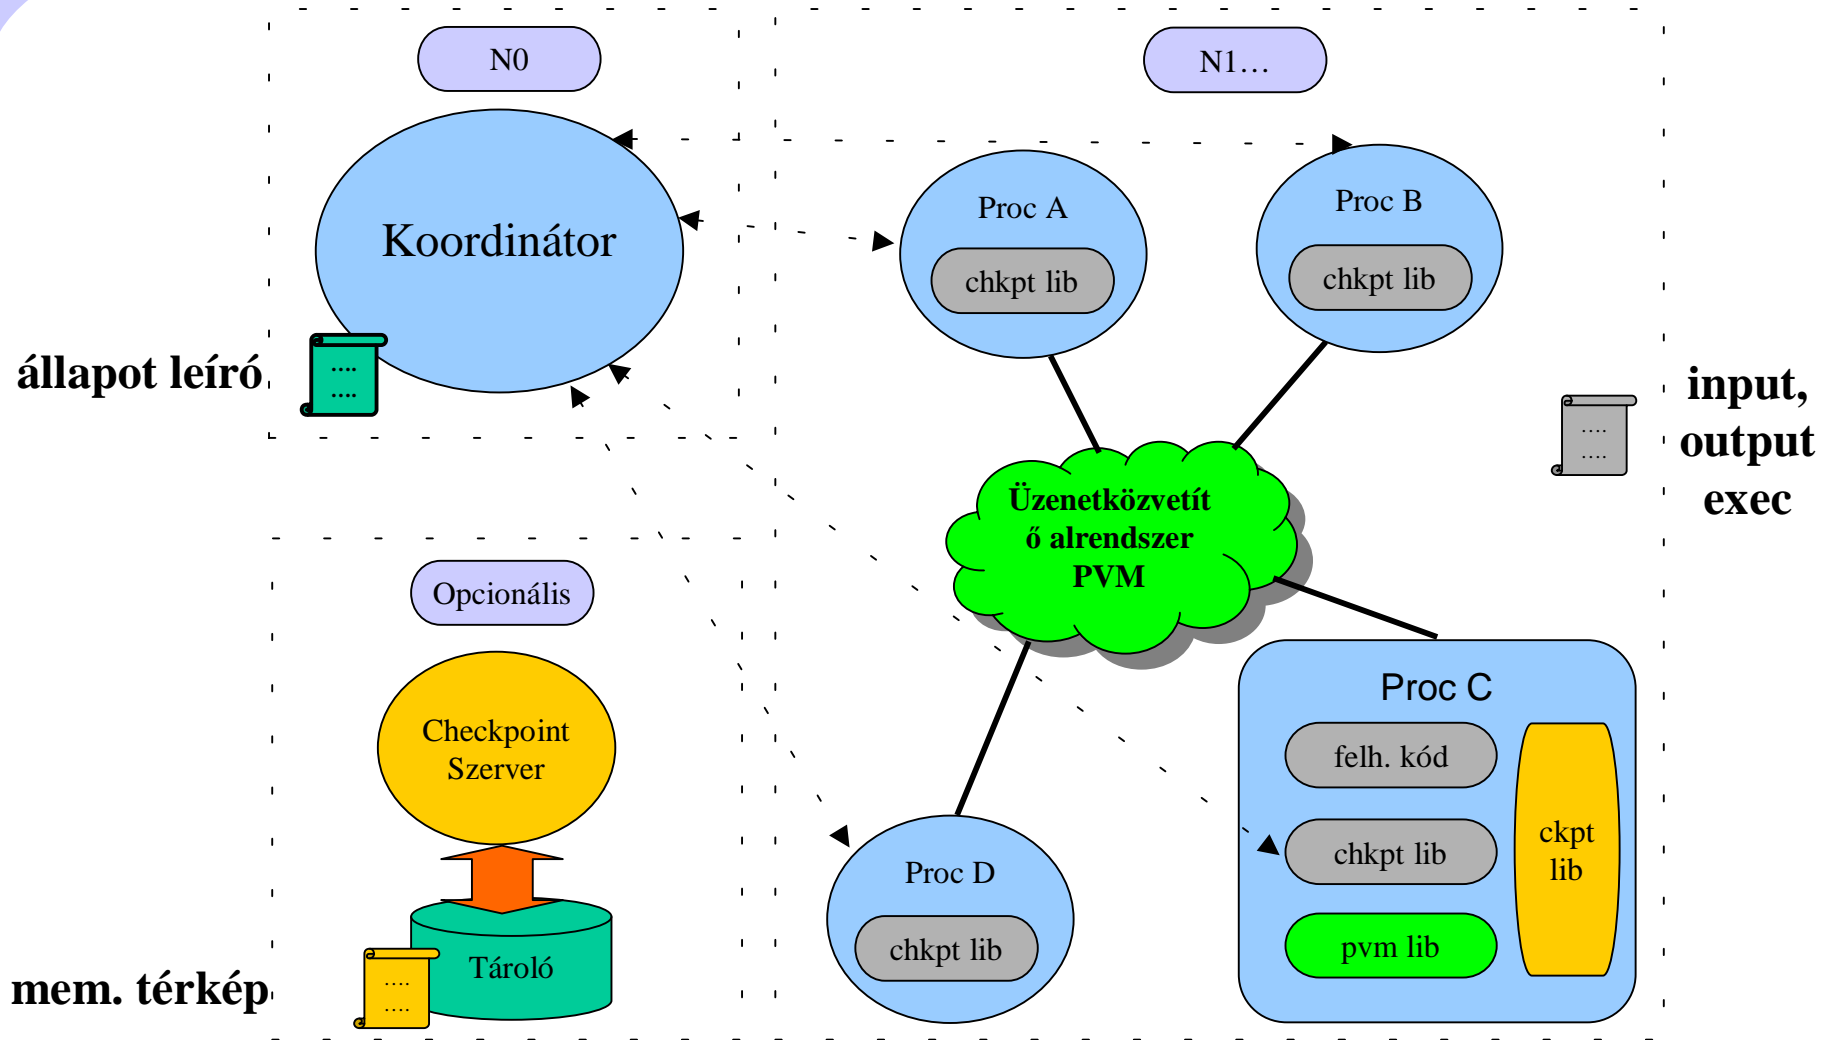 N0
N1…
Koordinátor
Proc A
chkpt lib
Proc B
chkpt lib
állapot leíró
....
....
input,
output
exec
....
....
Üzenetközvetít
ő alrendszer
PVM
Opcionális
Checkpoint
Szerver
Tároló
mem. térkép
....
....
Proc D
chkpt lib
Proc C
felh. kód
chkpt lib
pvm lib
ckpt
lib